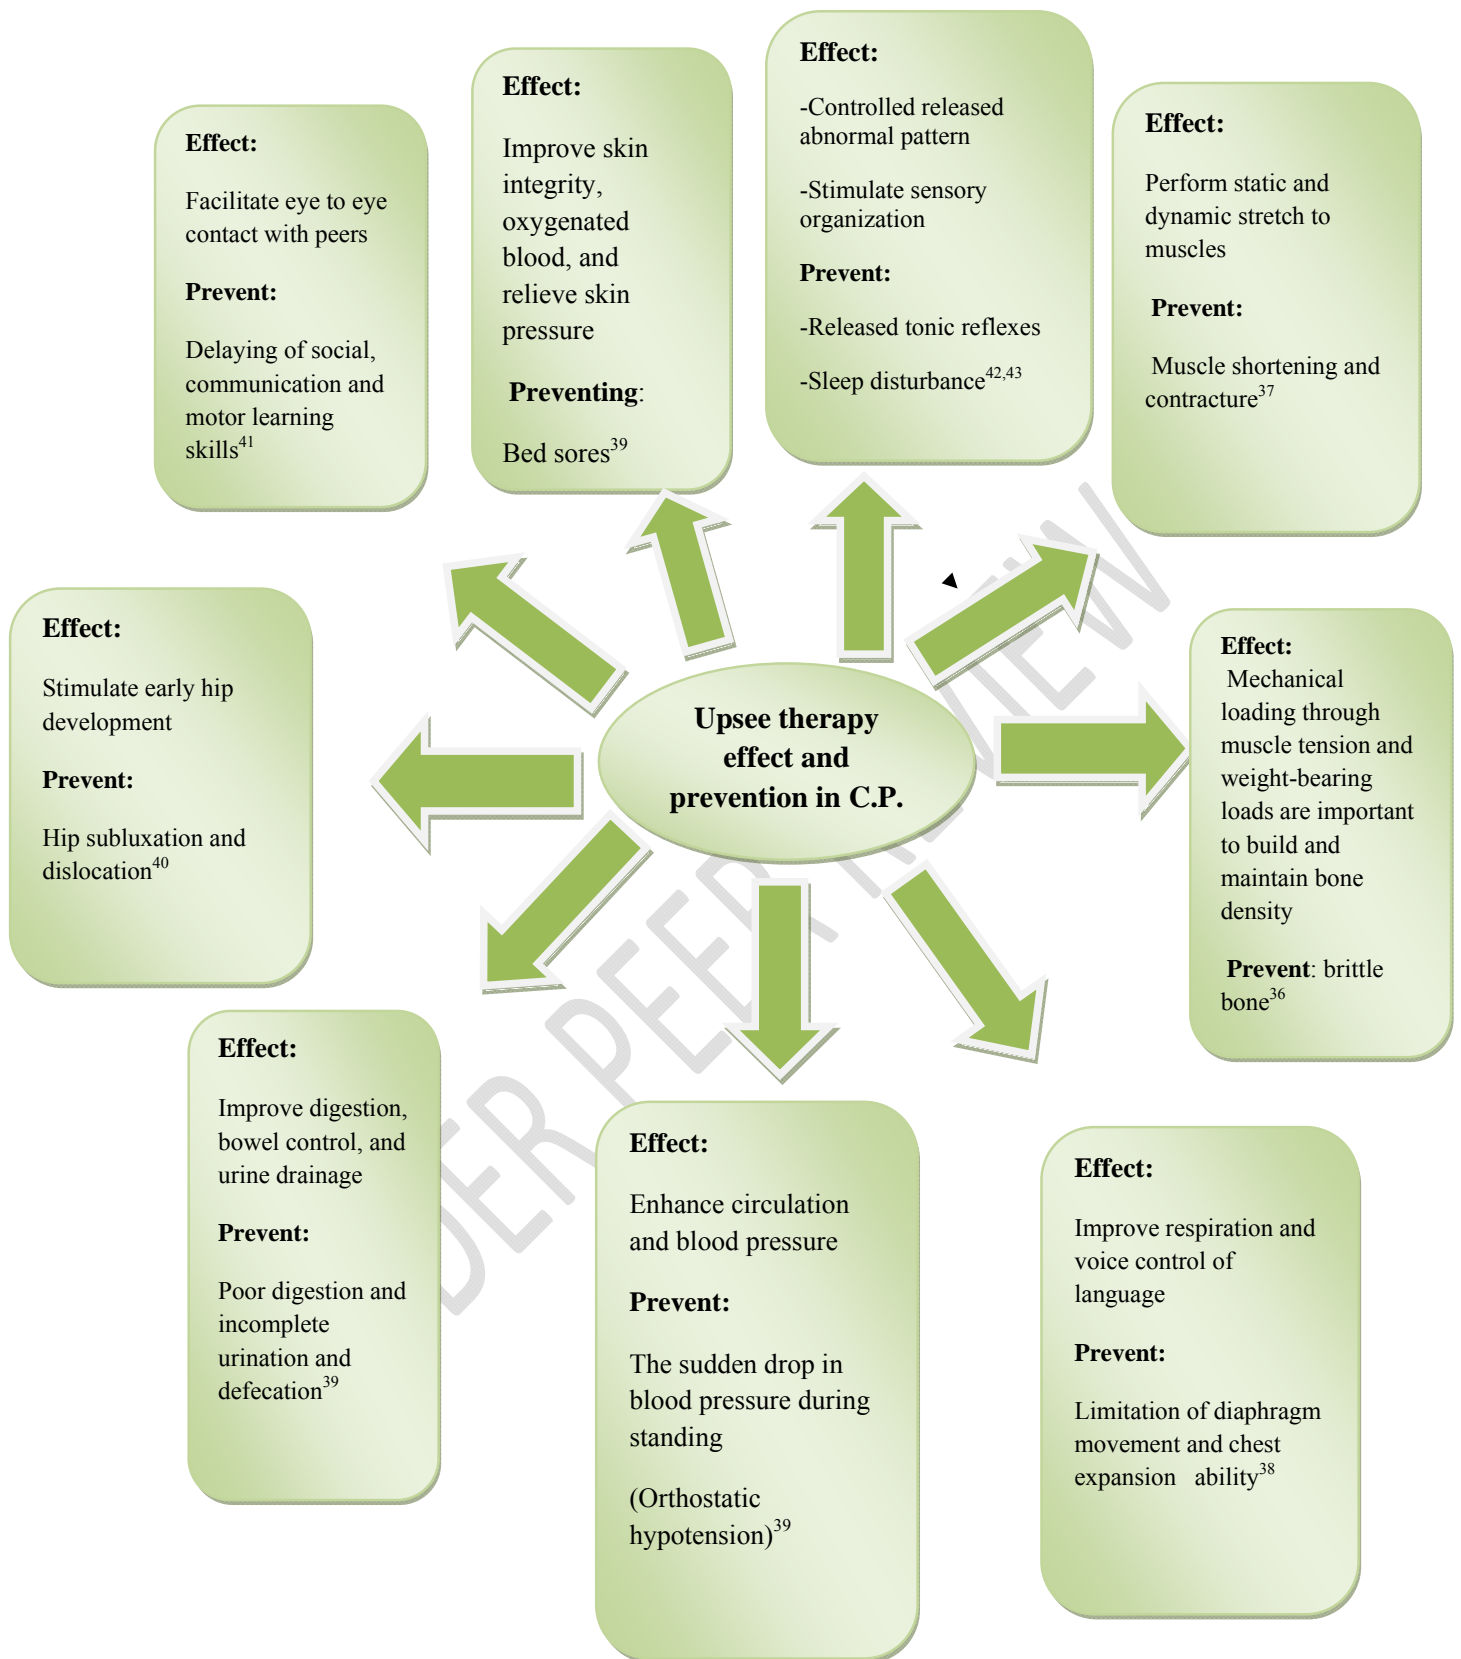 Effect:
Facilitate eye to eye
contact with peers
Prevent:
Delaying of social,
communication and
motor learning
skills41
Effect:
Improve skin
integrity,
oxygenated
blood, and
relieve skin
pressure
Preventing:
Bed sores39
Effect:
-Controlled released
abnormal pattern
-Stimulate sensory
organization
Prevent:
-Released tonic reflexes
-Sleep disturbance42,43
Effect:
Perform static and
dynamic stretch to
muscles
Prevent:
Muscle shortening and
contracture37
Effect:
Stimulate early hip
development
Prevent:
Hip subluxation and
dislocation40
Upsee therapy
effect and
prevention in C.P.
Effect:
Mechanical
loading through
muscle tension and
weight-bearing
loads are important
to build and
maintain bone
density
Prevent: brittle
bone36
Effect:
Improve digestion,
bowel control, and
urine drainage
Prevent:
Poor digestion and
incomplete
urination and
defecation39
Effect:
Enhance circulation
and blood pressure
Prevent:
The sudden drop in
blood pressure during
standing
(Orthostatic
hypotension)39
Effect:
Improve respiration and
voice control of
language
Prevent:
Limitation of diaphragm
movement and chest
expansion ability38